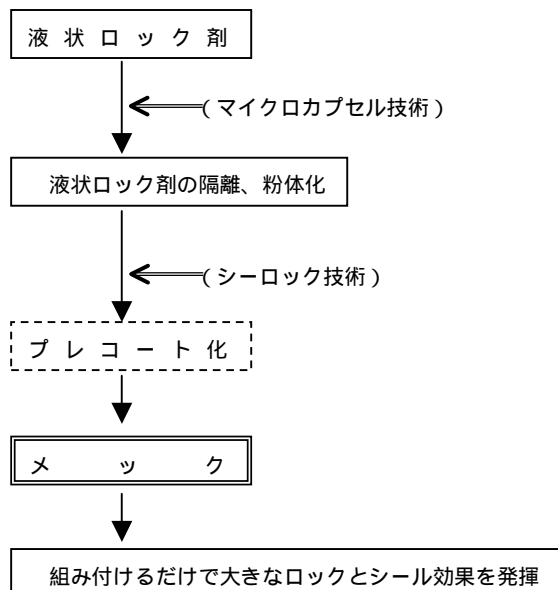 液状ロック剤
(マイクロカプセル技術)
液状ロック剤の隔離、粉体化
(シーロック技術)
プレコート化
メック
組み付けるだけで大きなロックとシール効果を発揮